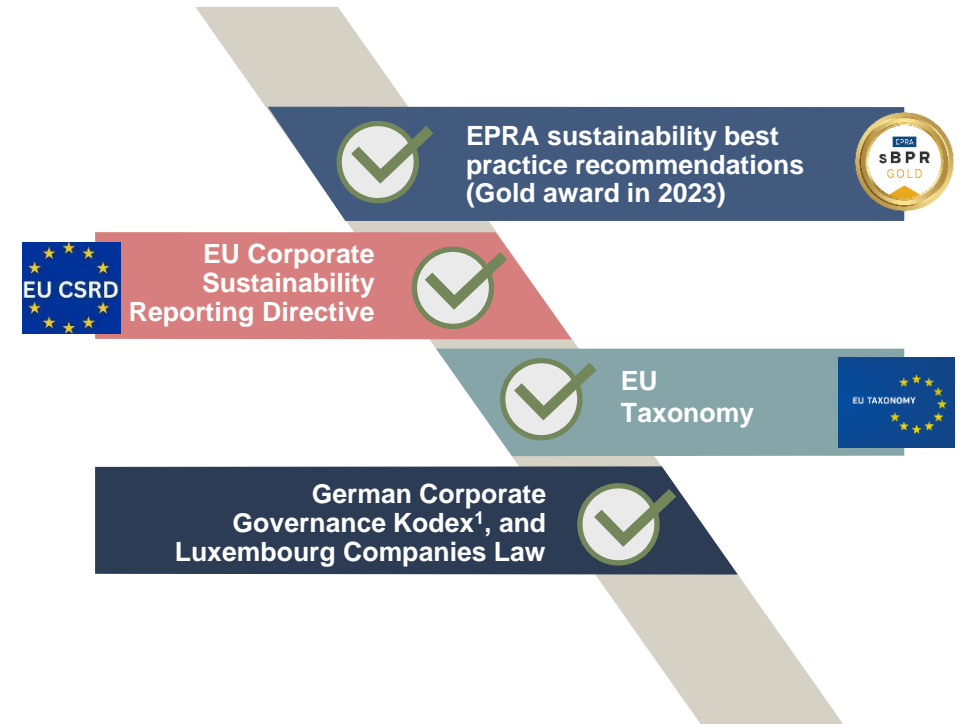 EPRA sustainability best
practice recommendations
(Gold award in 2023)
EPRA
sBPR
GOLD
EU CSRD
EU Corporate
Sustainability
Reporting Directive
EU
Taxonomy
EU TAXONOMY
German Corporate
Governance Kodex¹, and
Luxembourg Companies Law